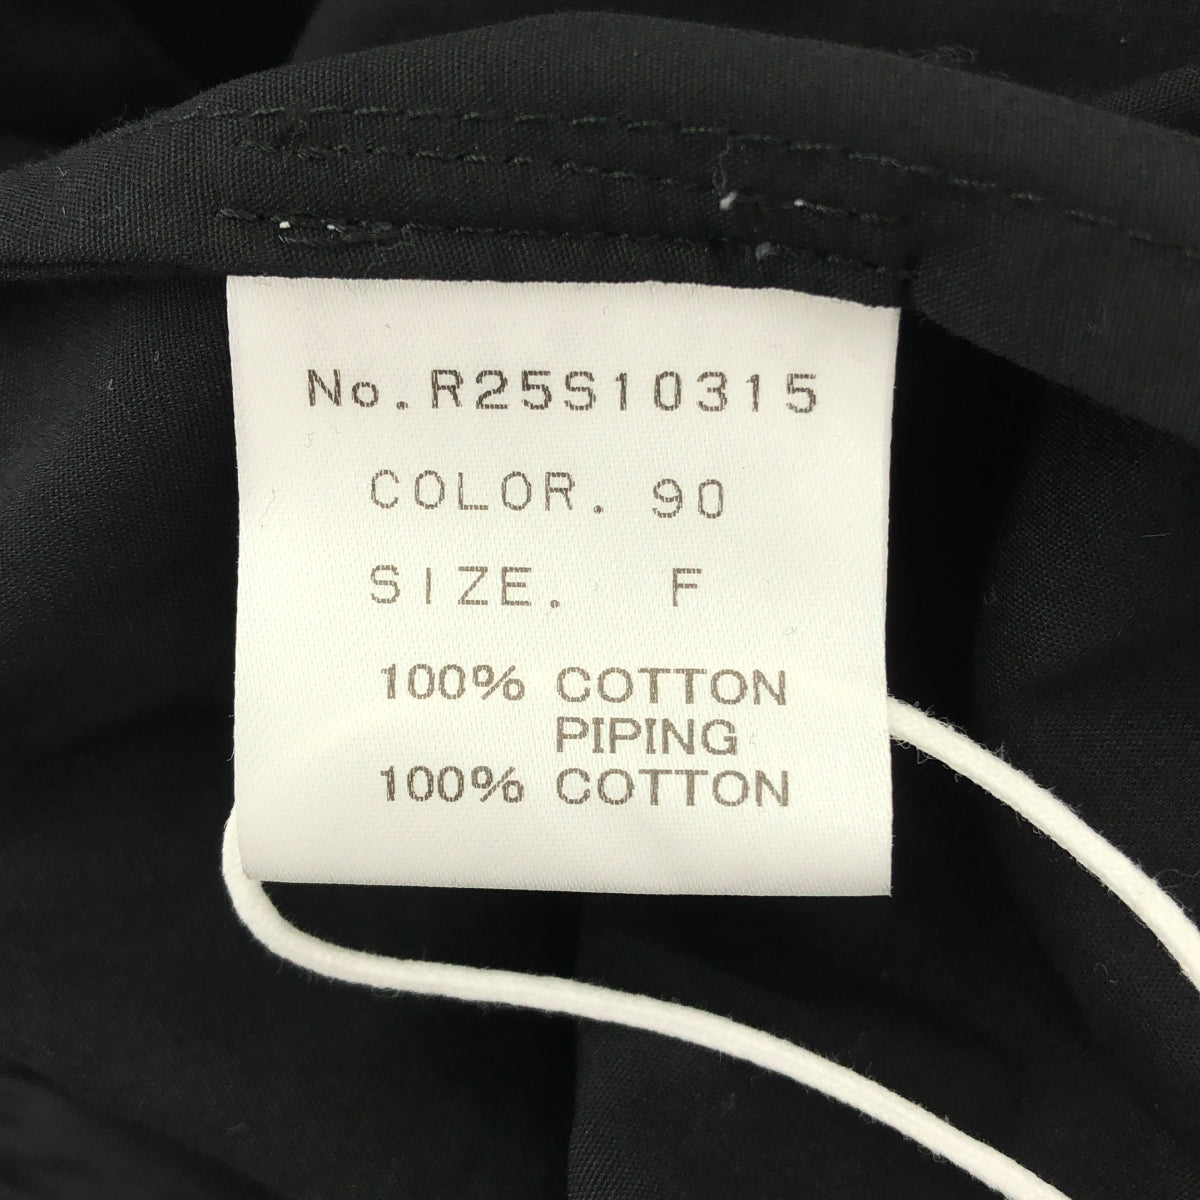 No. R25S10315
COLOR. 90
SIZE. F
100% COTTON
PIPING
100% COTTON